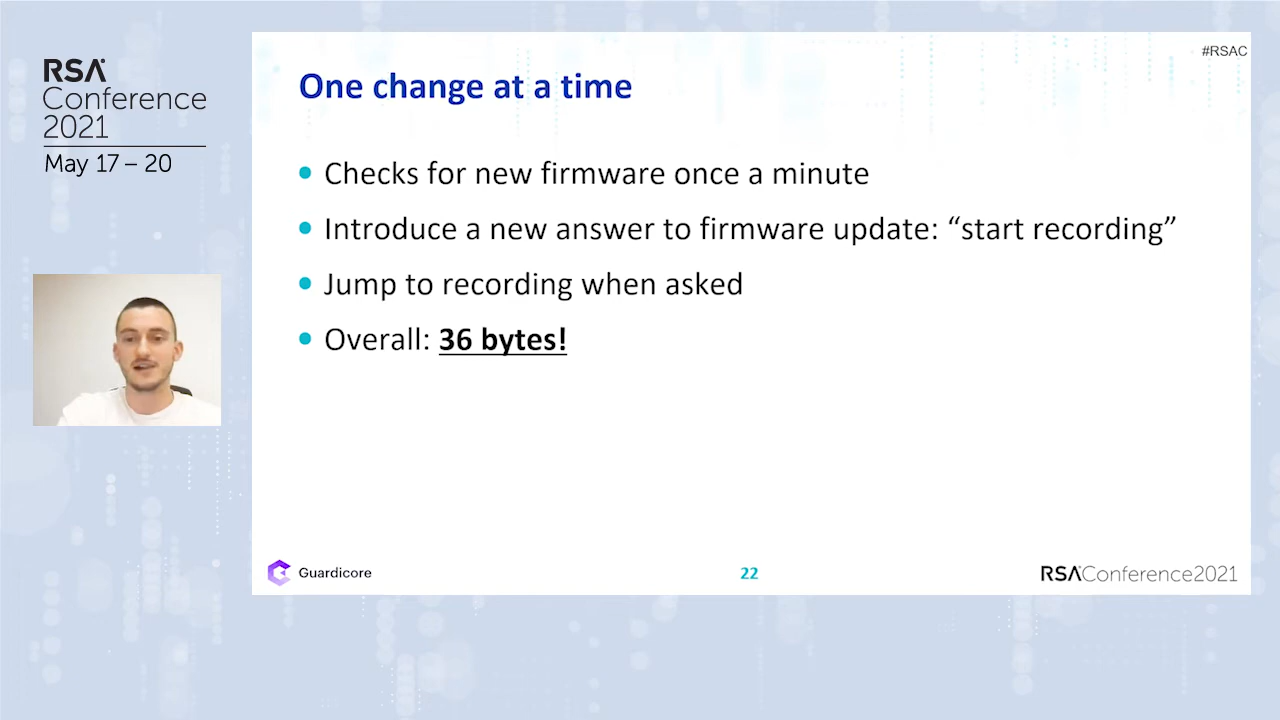 RSA
Conference
2021
May 17 – 20
#RSAC
One change at a time
Checks for new firmware once a minute
Introduce a new answer to firmware update: “start recording”
Jump to recording when asked
Overall: 36 bytes!
Guardicore
22
RSAConference2021